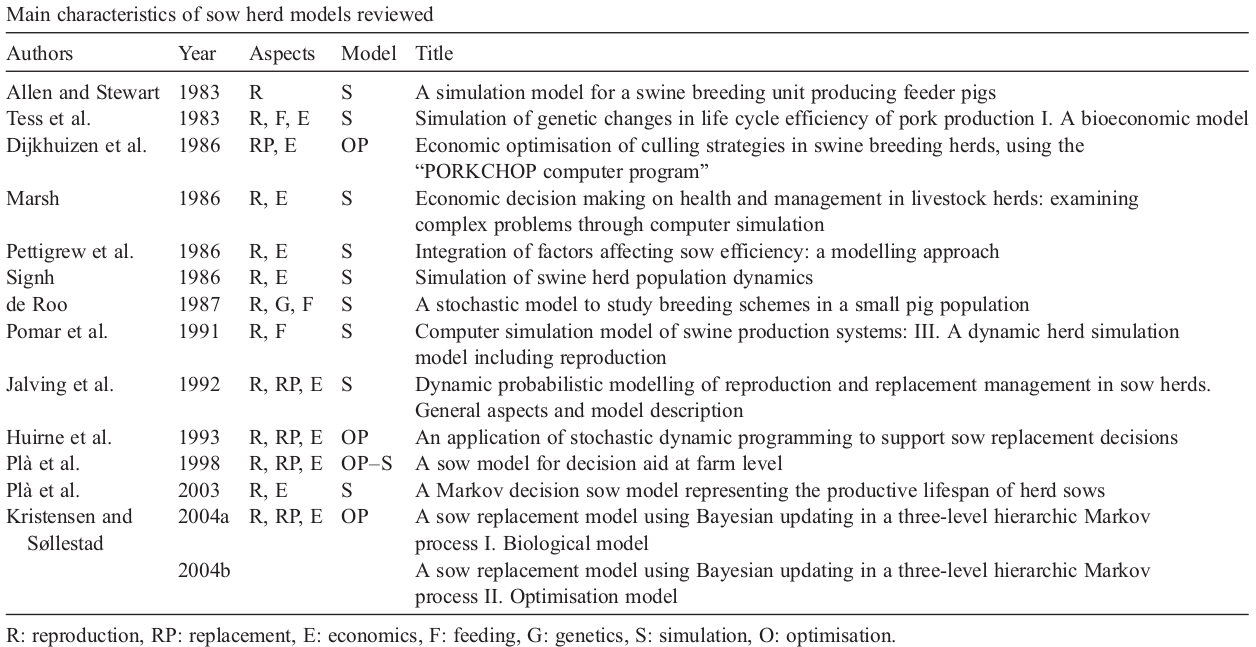 Main characteristics of sow herd models reviewed
Authors Year Aspects Model Title
Allen and Stewart 1983 R S A simulation model for a swine breeding unit producing feeder pigs
Tess et al. 1983 R, F, E S Simulation of genetic changes in life cycle efficiency of pork production I. A bioeconomic model
Dijkhuizen et al. 1986 RP, E OP Economic optimisation of culling strategies in swine breeding herds, using the
“PORKCHOP computer program”
Marsh 1986 R, E S Economic decision making on health and management in livestock herds: examining
complex problems through computer simulation
Pettigrew et al. 1986 R, E S Integration of factors affecting sow efficiency: a modelling approach
Signh 1986 R, E S Simulation of swine herd population dynamics
de Roo 1987 R, G, F S A stochastic model to study breeding schemes in a small pig population
Pomar et al. 1991 R, F S Computer simulation model of swine production systems: III. A dynamic herd simulation
model including reproduction
Jalving et al. 1992 R, RP, E S Dynamic probabilistic modelling of reproduction and replacement management in sow herds.
General aspects and model description
Huirne et al. 1993 R, RP, E OP An application of stochastic dynamic programming to support sow replacement decisions
Plà et al. 1998 R, RP, E OP–S A sow model for decision aid at farm level
Plà et al. 2003 R, E S A Markov decision sow model representing the productive lifespan of herd sows
Kristensen and 2004a R, RP, E OP A sow replacement model using Bayesian updating in a three-level hierarchic Markov
Søllestad process I. Biological model
2004b A sow replacement model using Bayesian updating in a three-level hierarchic Markov
process II. Optimisation model
R: reproduction, RP: replacement, E: economics, F: feeding, G: genetics, S: simulation, O: optimisation.